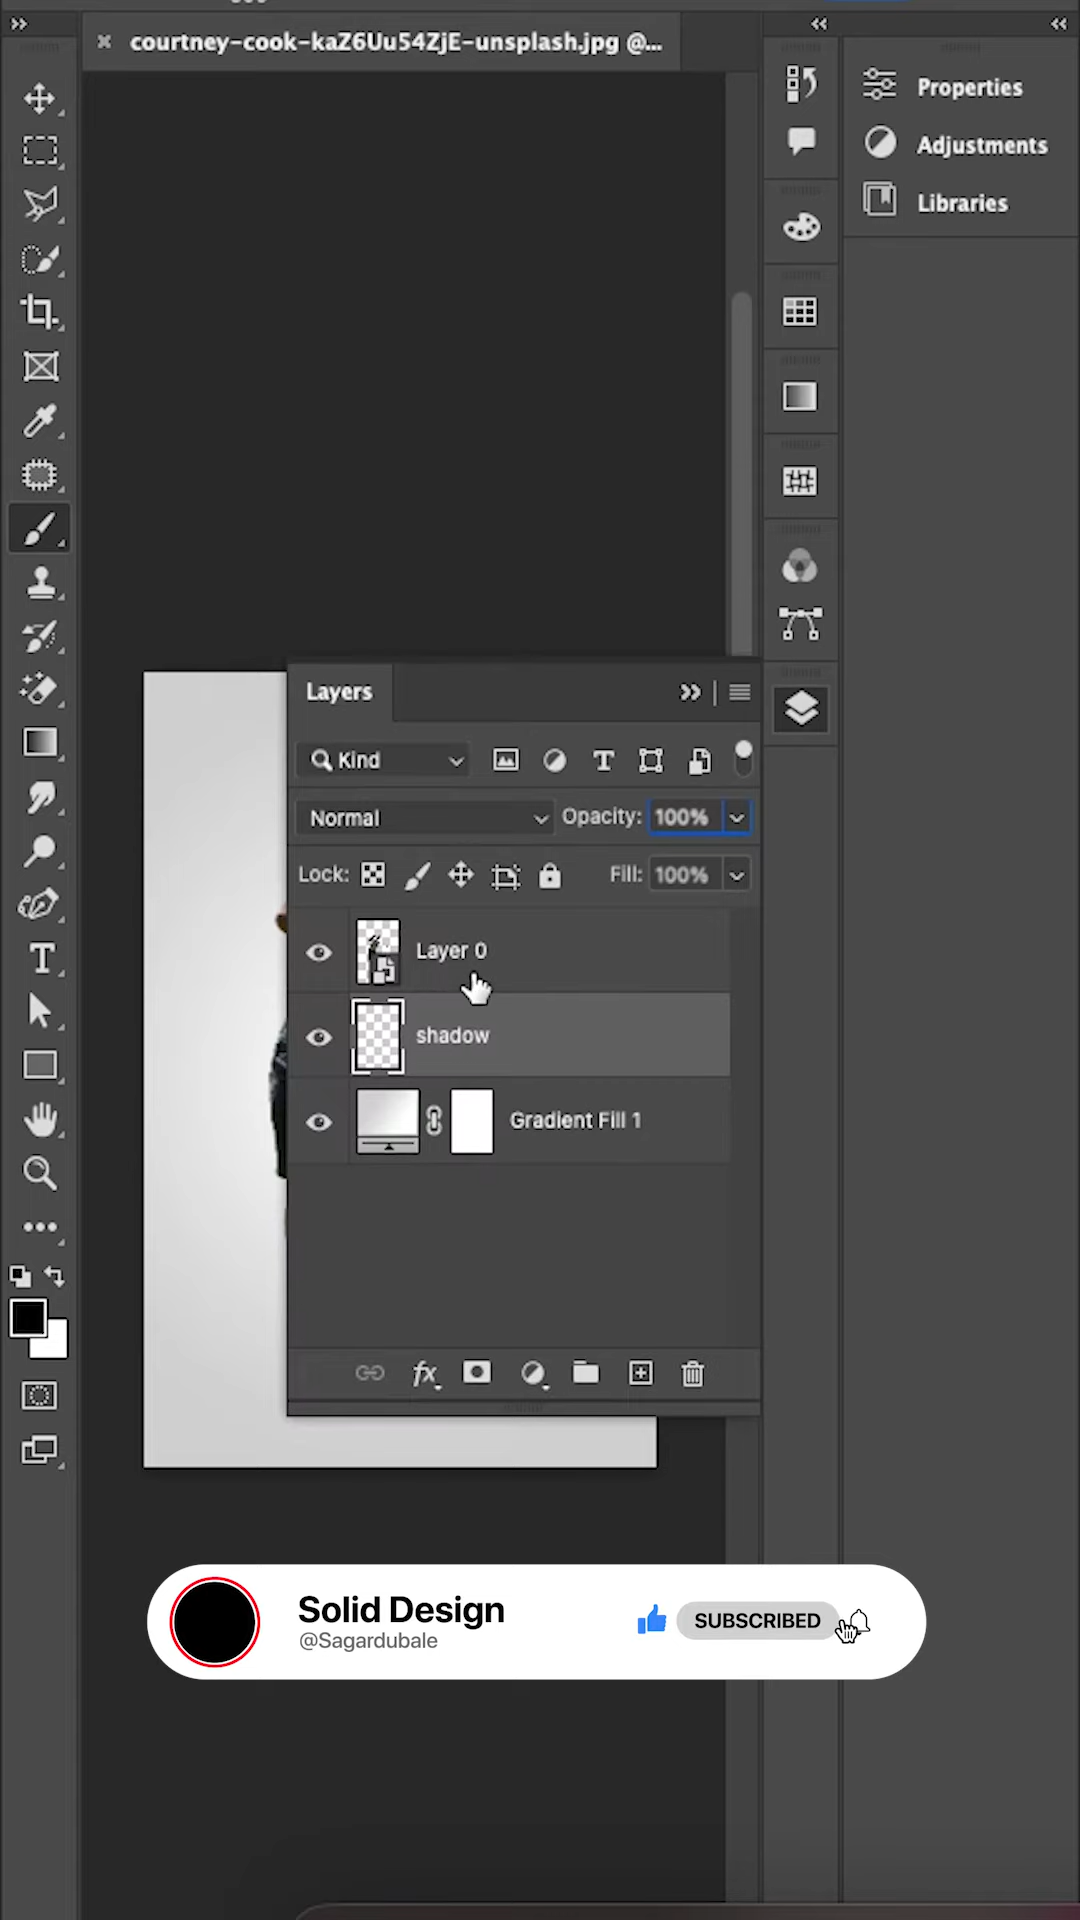 courtney-cook-kaZ6Uu54ZjE-unsplash.jpg @...
Properties
Adjustments
Libraries
Layers
Kind
Normal
Opacity: 100%
Lock:
Fill: 100%
Layer 0
shadow
Gradient Fill 1
fx
Solid Design
@Sagardubale
SUBSCRIBED